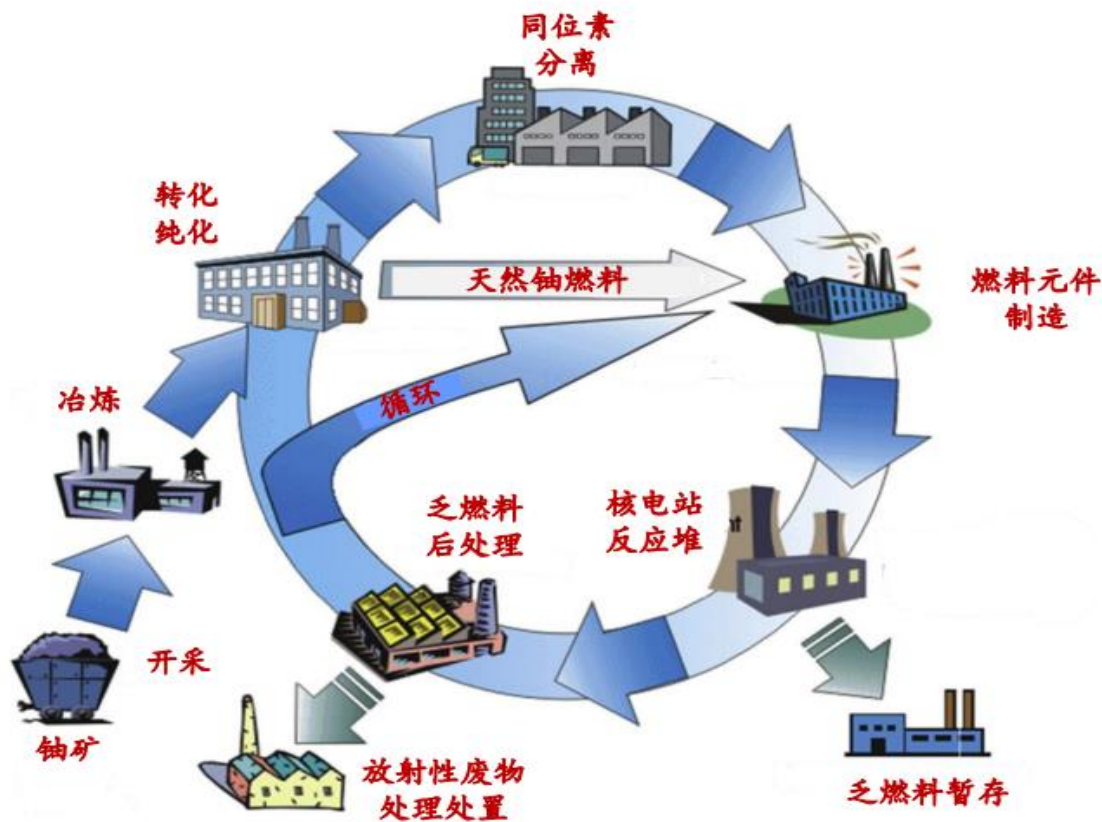 同位素
分离
转化
纯化
天然铀燃料
燃料元件
制造
冶炼
循环
乏燃料
后处理
核电站
反应堆
nt
开采
铀矿
放射性废物
处理处置
乏燃料暂存